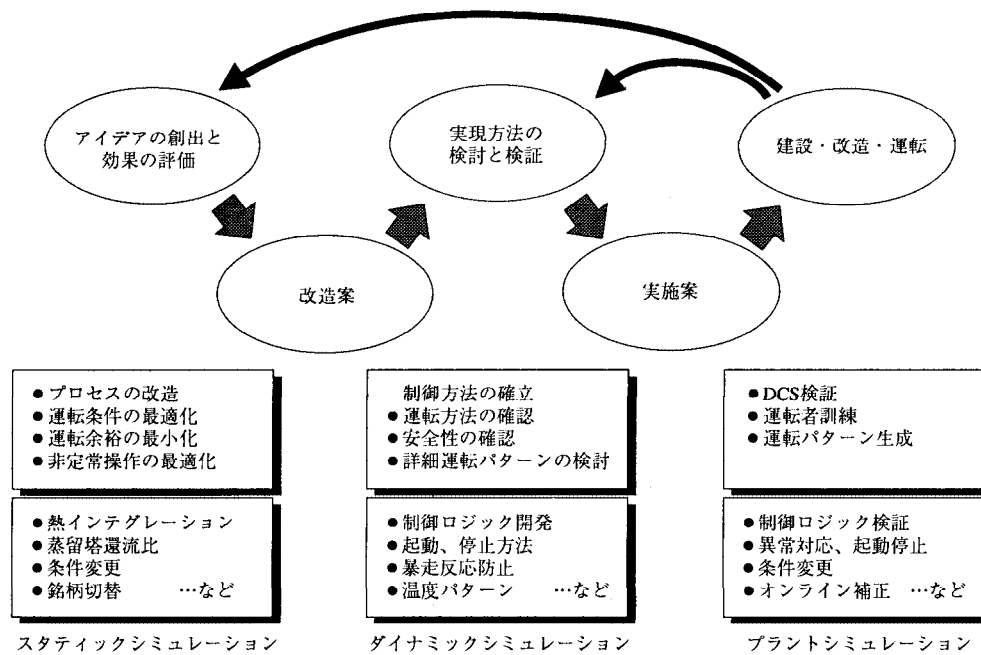 アイデアの創出と
効果の評価
実現方法の
検討と検証
建設・改造・運転
改造案
実施案
●プロセスの改造
●運転条件の最適化
●運転余裕の最小化
●非定常操作の最適化
制御方法の確立
●運転方法の確認
●安全性の確認
●詳細運転パターンの検討
●DCS検証
●運転者訓練
●運転パターン生成
●熱インテグレーション
●蒸留塔還流比
●条件変更
●銘柄切替 …など
●制御ロジック開発
●起動、停止方法
●暴走反応防止
●温度パターン …など
●制御ロジック検証
●異常対応、起動停止
●条件変更
●オンライン補正 …など
スタティックシミュレーション
ダイナミックシミュレーション
プラントシミュレーション